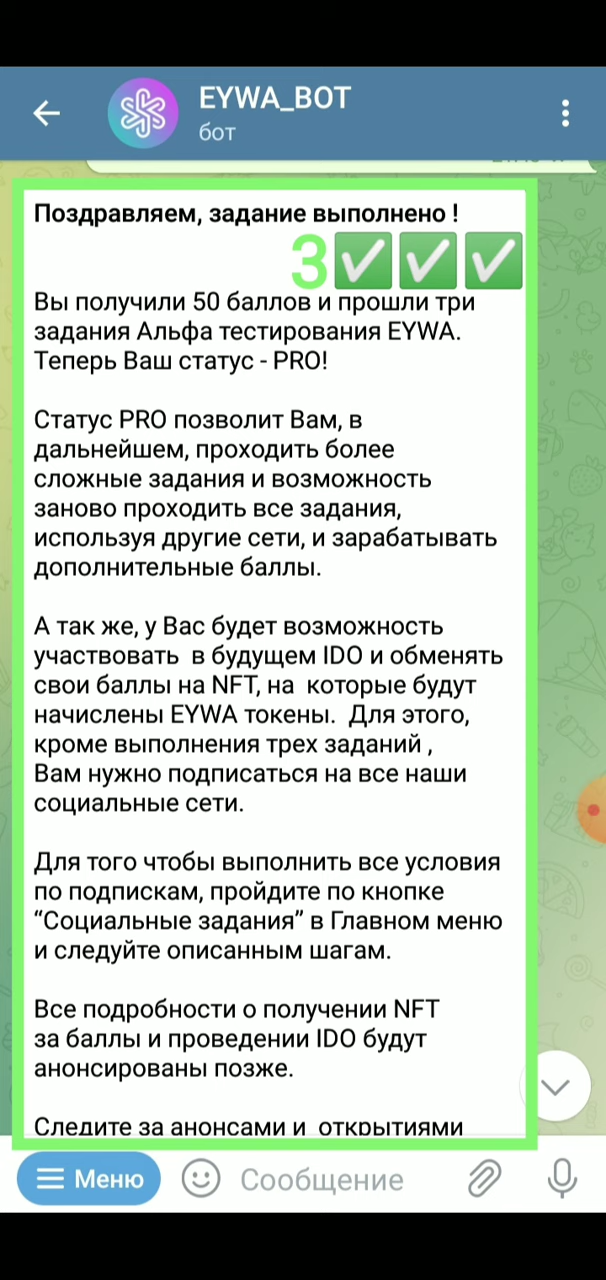 EYWA_BOT
бот
Поздравляем, задание выполнено !
3✅✅✅
Вы получили 50 баллов и прошли три
задания Альфа тестирования EYWA.
Теперь Ваш статус - PRO!
Статус PRO позволит Вам, в
дальнейшем, проходить более
сложные задания и возможность
заново проходить все задания,
используя другие сети, и зарабатывать
дополнительные баллы.
А так же, у Вас будет возможность
участвовать  в будущем IDO и обменять
свои баллы на NFT, на  которые будут
начислены EYWA токены.  Для этого,
кроме выполнения трех заданий ,
Вам нужно подписаться на все наши
социальные сети.
Для того чтобы выполнить все условия
по подпискам, пройдите по кнопке
“Социальные задания” в Главном меню
и следуйте описанным шагам.
Все подробности о получении NFT
за баллы и проведении IDO будут
анонсированы позже.
Следите за анонсами и  открытиями
Меню
Сообщение